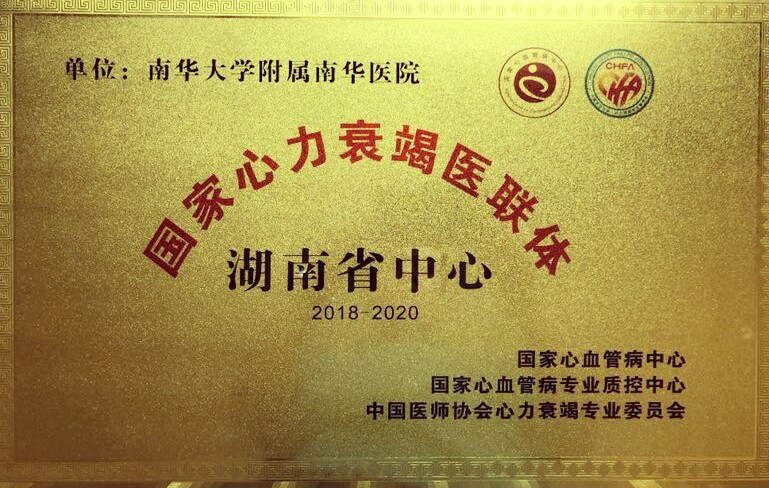 单位：南华大学附属南华医院
CHFA
国家心力衰竭医联体
湖南省中心
2018-2020
国家心血管病中心
国家心血管病专业质控中心
中国医师协会心力衰竭专业委员会